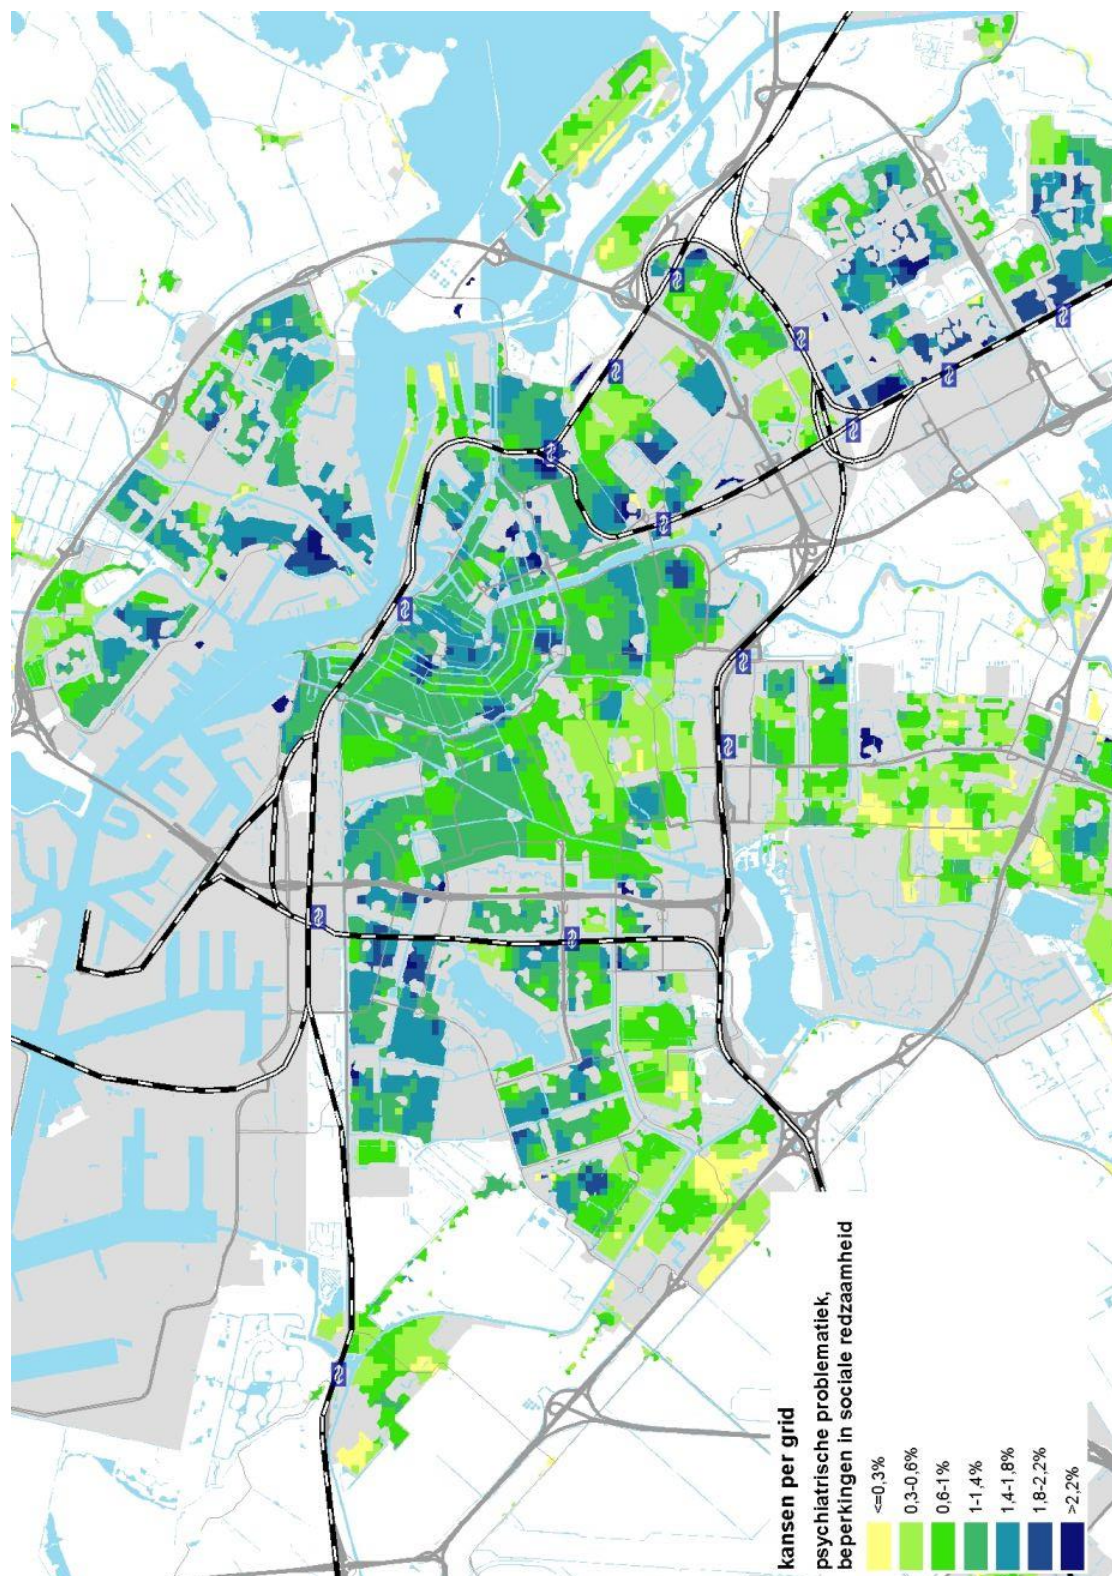 kansen per grid
psychiatrische problematiek,
beperkingen in sociale redzaamheid
<=0,3%
0,3-0,6%
0,6-1%
1-1,4%
1,4-1,8%
1,8-2,2%
>2,2%